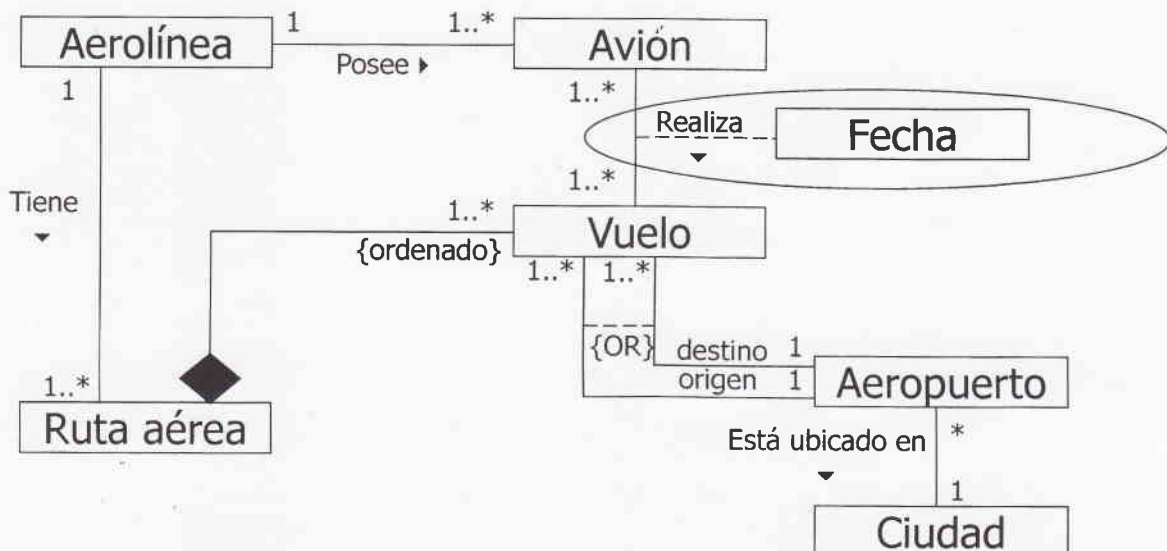 Aerolínea
1
1..*
Avión
Posee
1
1..*
Realiza
Fecha
Tiene
1..*
1..*
Vuelo
{ordenado}
1..*
1..*
{OR}
destino
1
origen
1
Aeropuerto
1..*
Ruta aérea
Está ubicado en
*
1
Ciudad